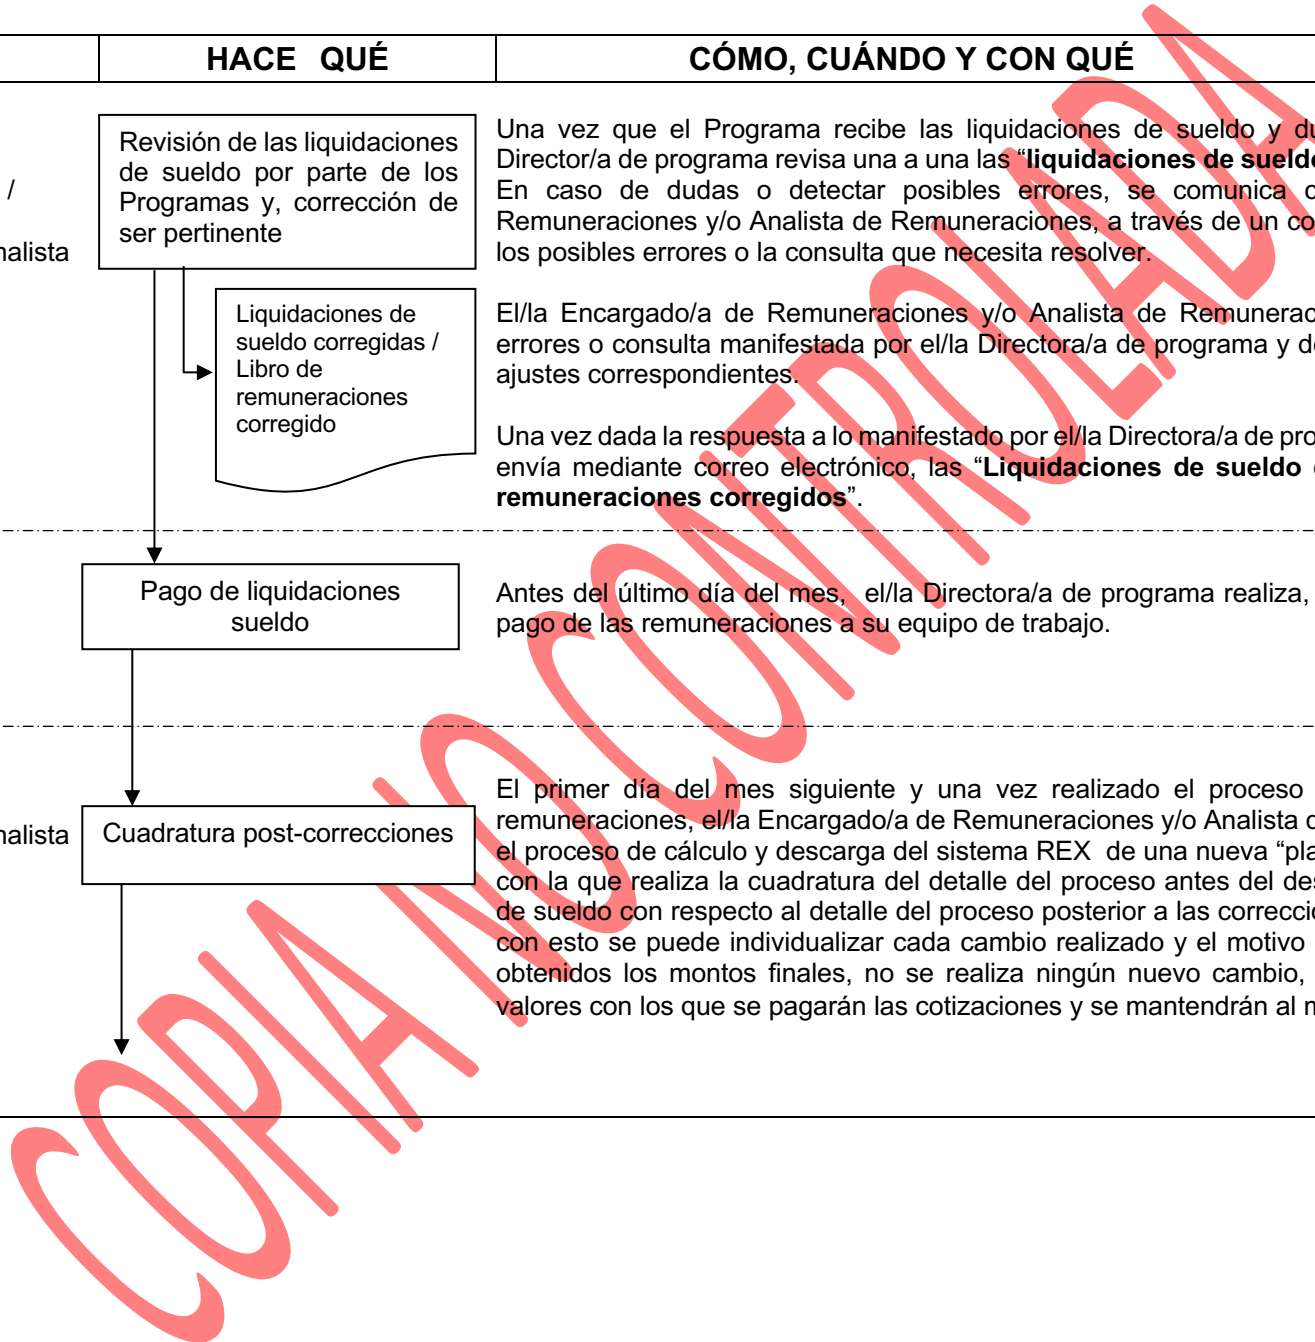 HACE QUÉ
CÓMO, CUÁNDO Y CON QUÉ
/
nalista
Revisión de las liquidaciones
de sueldo por parte de los
Programas y, corrección de
ser pertinente
Liquidaciones de
sueldo corregidas /
Libro de
remuneraciones
corregido
Una vez que el Programa recibe las liquidaciones de sueldo y du
Director/a de programa revisa una a una las “liquidaciones de sueldo
En caso de dudas o detectar posibles errores, se comunica c
Remuneraciones y/o Analista de Remuneraciones, a través de un co
los posibles errores o la consulta que necesita resolver.
El/la Encargado/a de Remuneraciones y/o Analista de Remunerac
errores o consulta manifestada por el/la Directora/a de programa y de
ajustes correspondientes.
Una vez dada la respuesta a lo manifestado por el/la Directora/a de pro
envía mediante correo electrónico, las “Liquidaciones de sueldo
remuneraciones corregidos”.
Pago de liquidaciones
sueldo
Antes del último día del mes, el/la Directora/a de programa realiza,
pago de las remuneraciones a su equipo de trabajo.
nalista
Cuadratura post-correcciones
El primer día del mes siguiente y una vez realizado el proceso
remuneraciones, el/la Encargado/a de Remuneraciones y/o Analista d
el proceso de cálculo y descarga del sistema REX de una nueva “pla
con la que realiza la cuadratura del detalle del proceso antes del des
de sueldo con respecto al detalle del proceso posterior a las correcci
con esto se puede individualizar cada cambio realizado y el motivo
obtenidos los montos finales, no se realiza ningún nuevo cambio,
valores con los que se pagarán las cotizaciones y se mantendrán al m
COPIA NO CONTROLADA